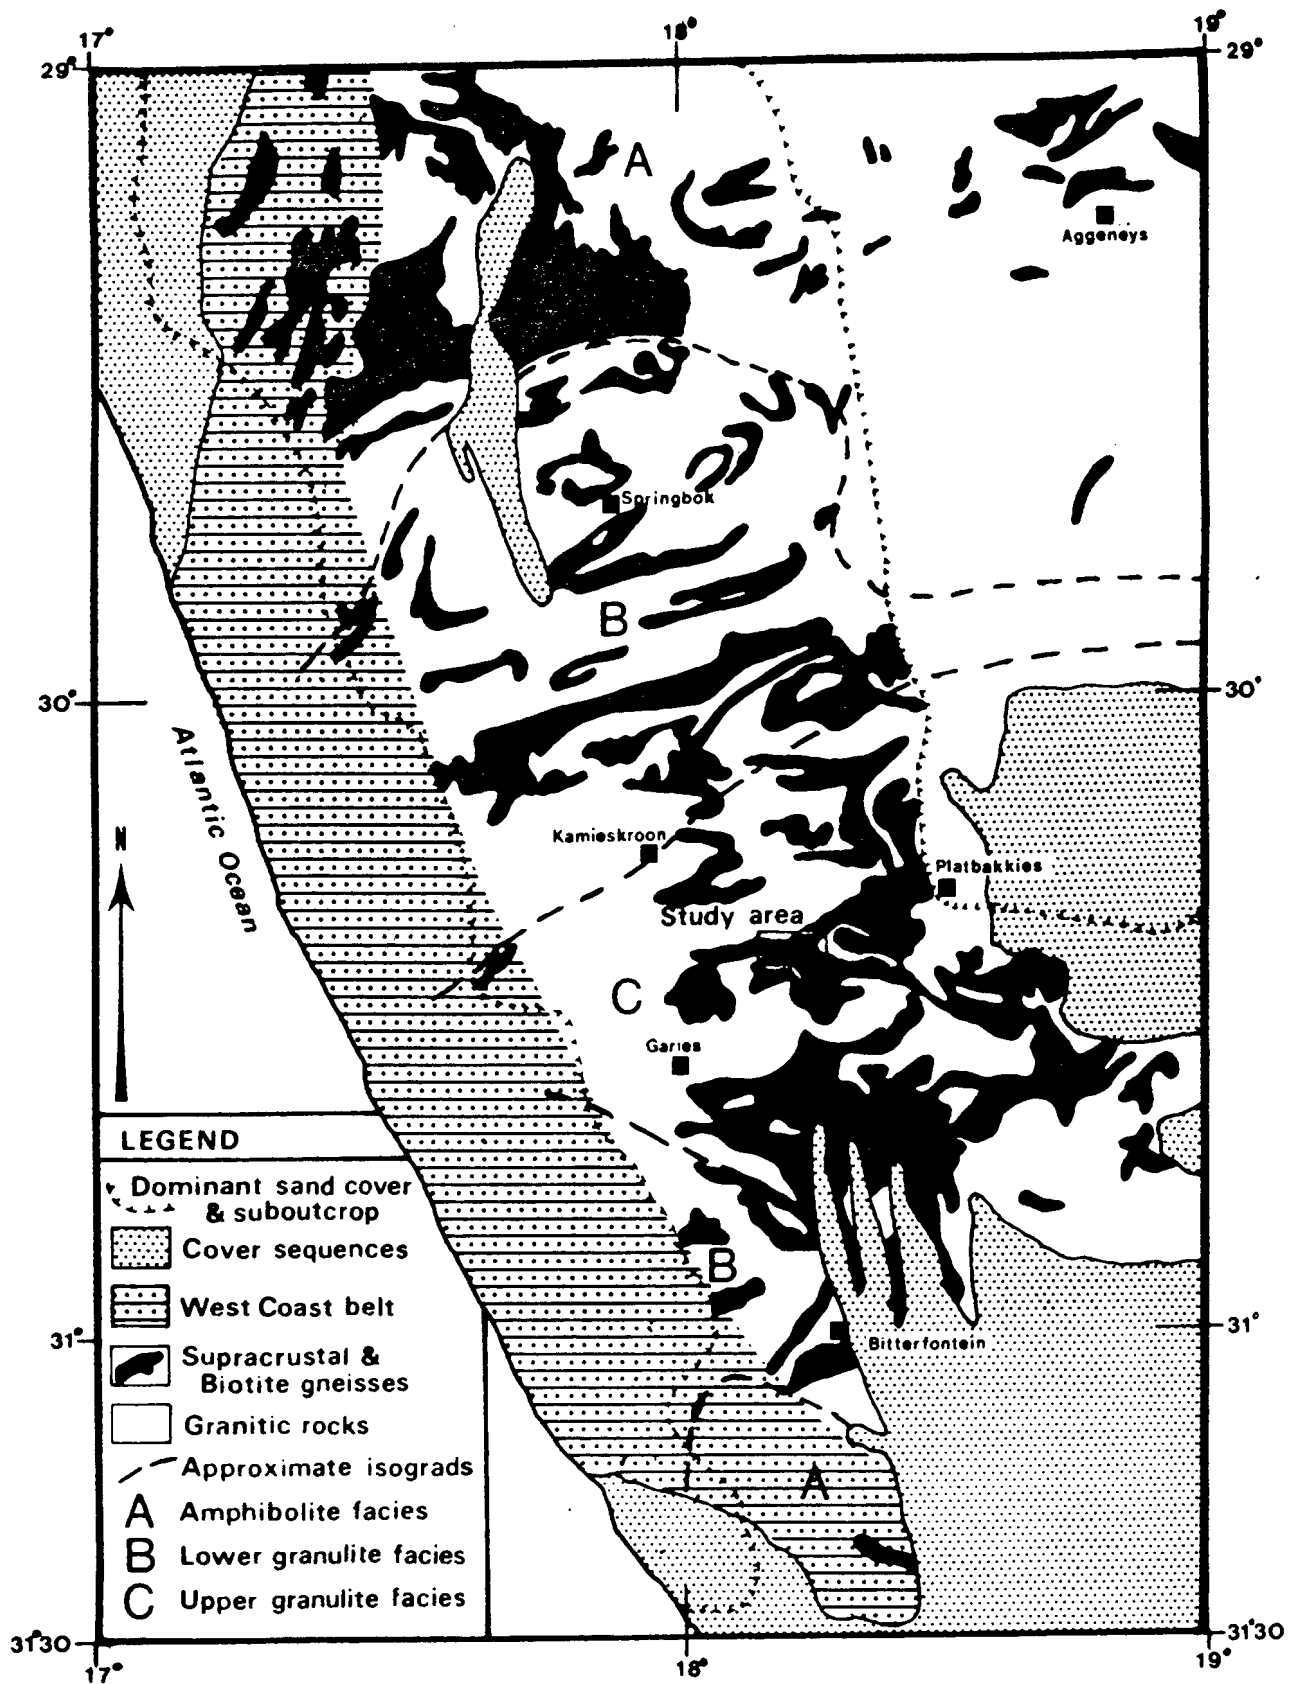 17°
18°
19°
29°
29°
A
Aggeneys
Springbok
B
30°
30°
Atlantic Ocean
N
Kamieskroon
Platbakkies
Study area
C
Garies
LEGEND
Dominant sand cover
& suboutcrop
Cover sequences
West Coast belt
Supracrustal &
Biotite gneisses
Granitic rocks
Approximate isograds
A Amphibolite facies
B Lower granulite facies
C Upper granulite facies
B
31°
31°
Bitterfontein
A
31°30
31°30
17°
18°
19°